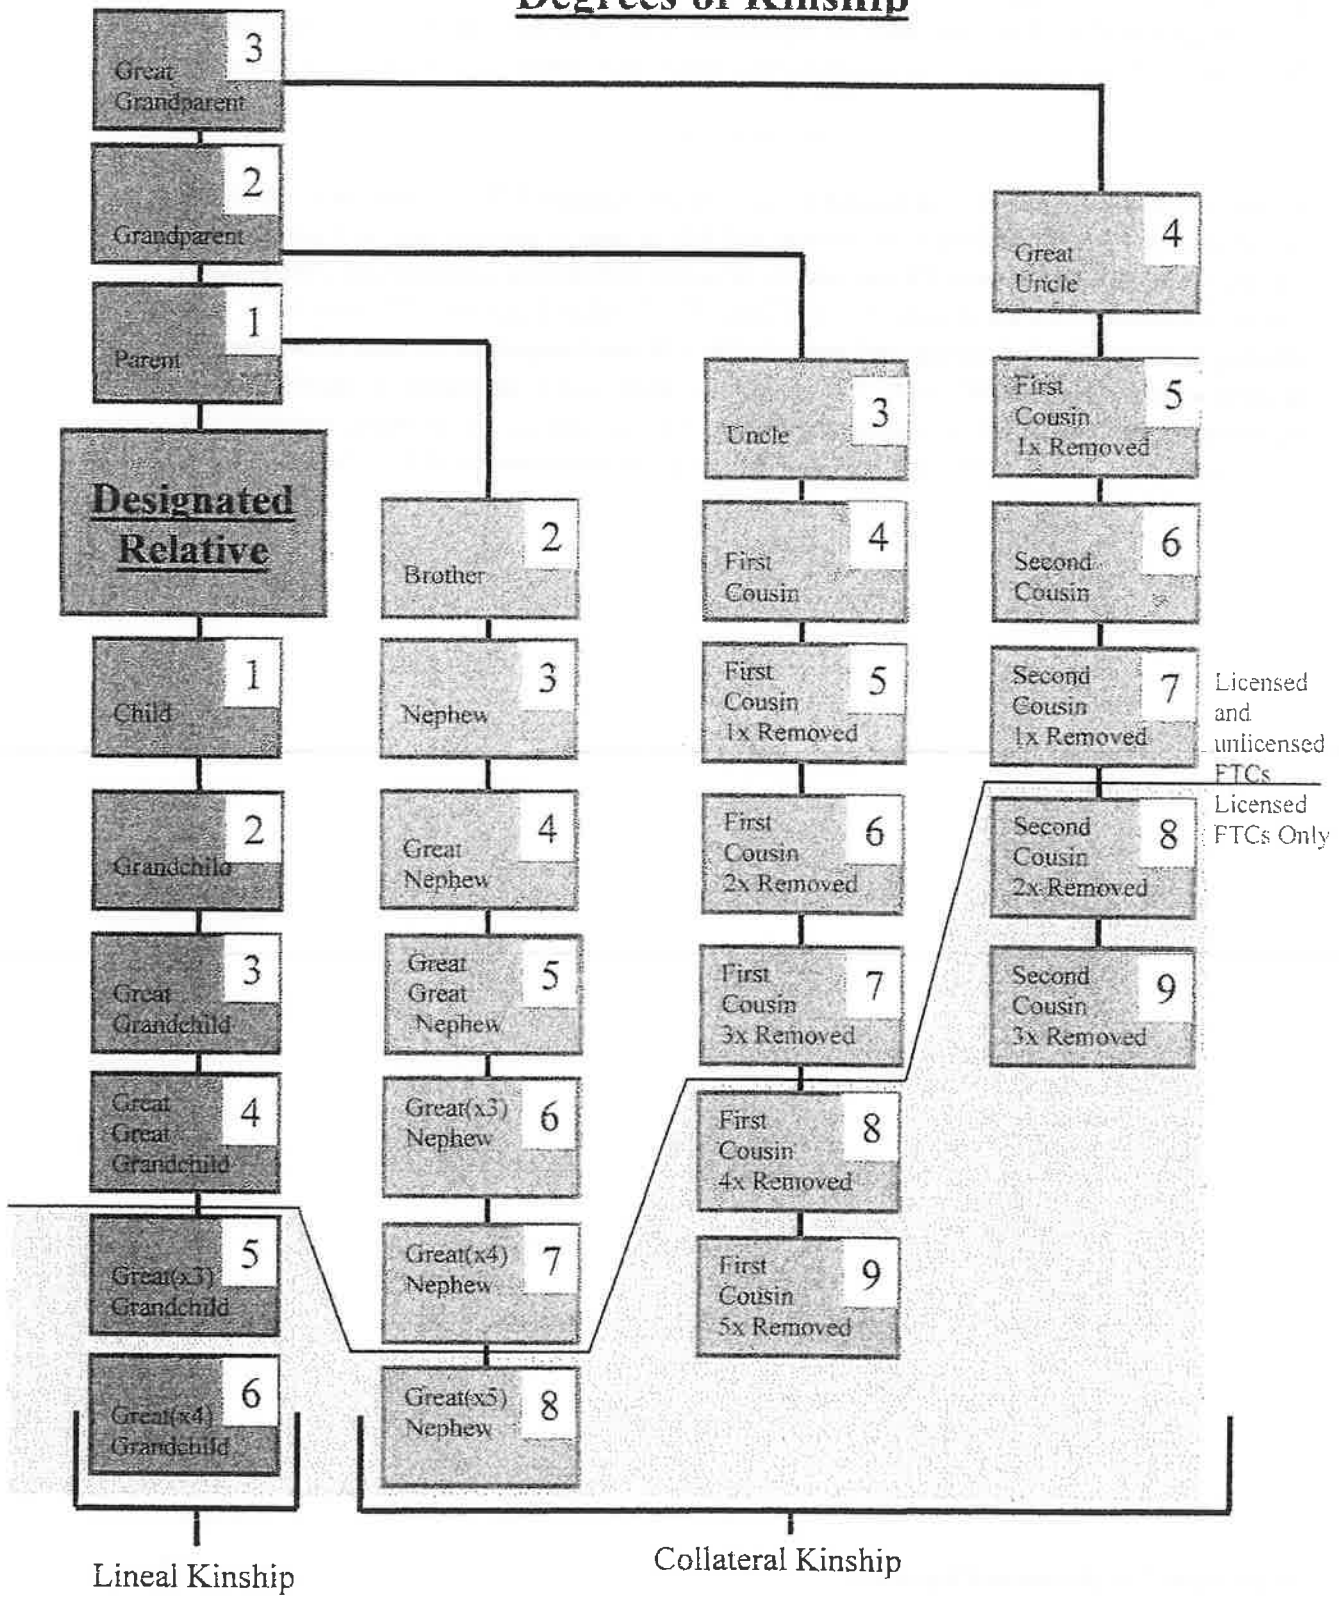 Degrees of Kinship
3
Great
Grandparent
2
Grandparent
1
Parent
Designated
Relative
1
Child
2
Grandchild
3
Great
Grandchild
4
Great
Great
Grandchild
5
Great(x3)
Grandchild
6
Great(x4)
Grandchild
2
Brother
3
Nephew
4
Great
Nephew
5
Great
Great
Nephew
6
Great(x3)
Nephew
7
Great(x4)
Nephew
8
Great(x5)
Nephew
3
Uncle
4
First
Cousin
5
First
Cousin
1x Removed
6
First
Cousin
2x Removed
7
First
Cousin
3x Removed
8
First
Cousin
4x Removed
9
First
Cousin
5x Removed
4
Great
Uncle
5
First
Cousin
1x Removed
6
Second
Cousin
7
Second
Cousin
1x Removed
8
Second
Cousin
2x Removed
9
Second
Cousin
3x Removed
Licensed
and
unlicensed
FTCs
Licensed
FTCs Only
Lineal Kinship
Collateral Kinship